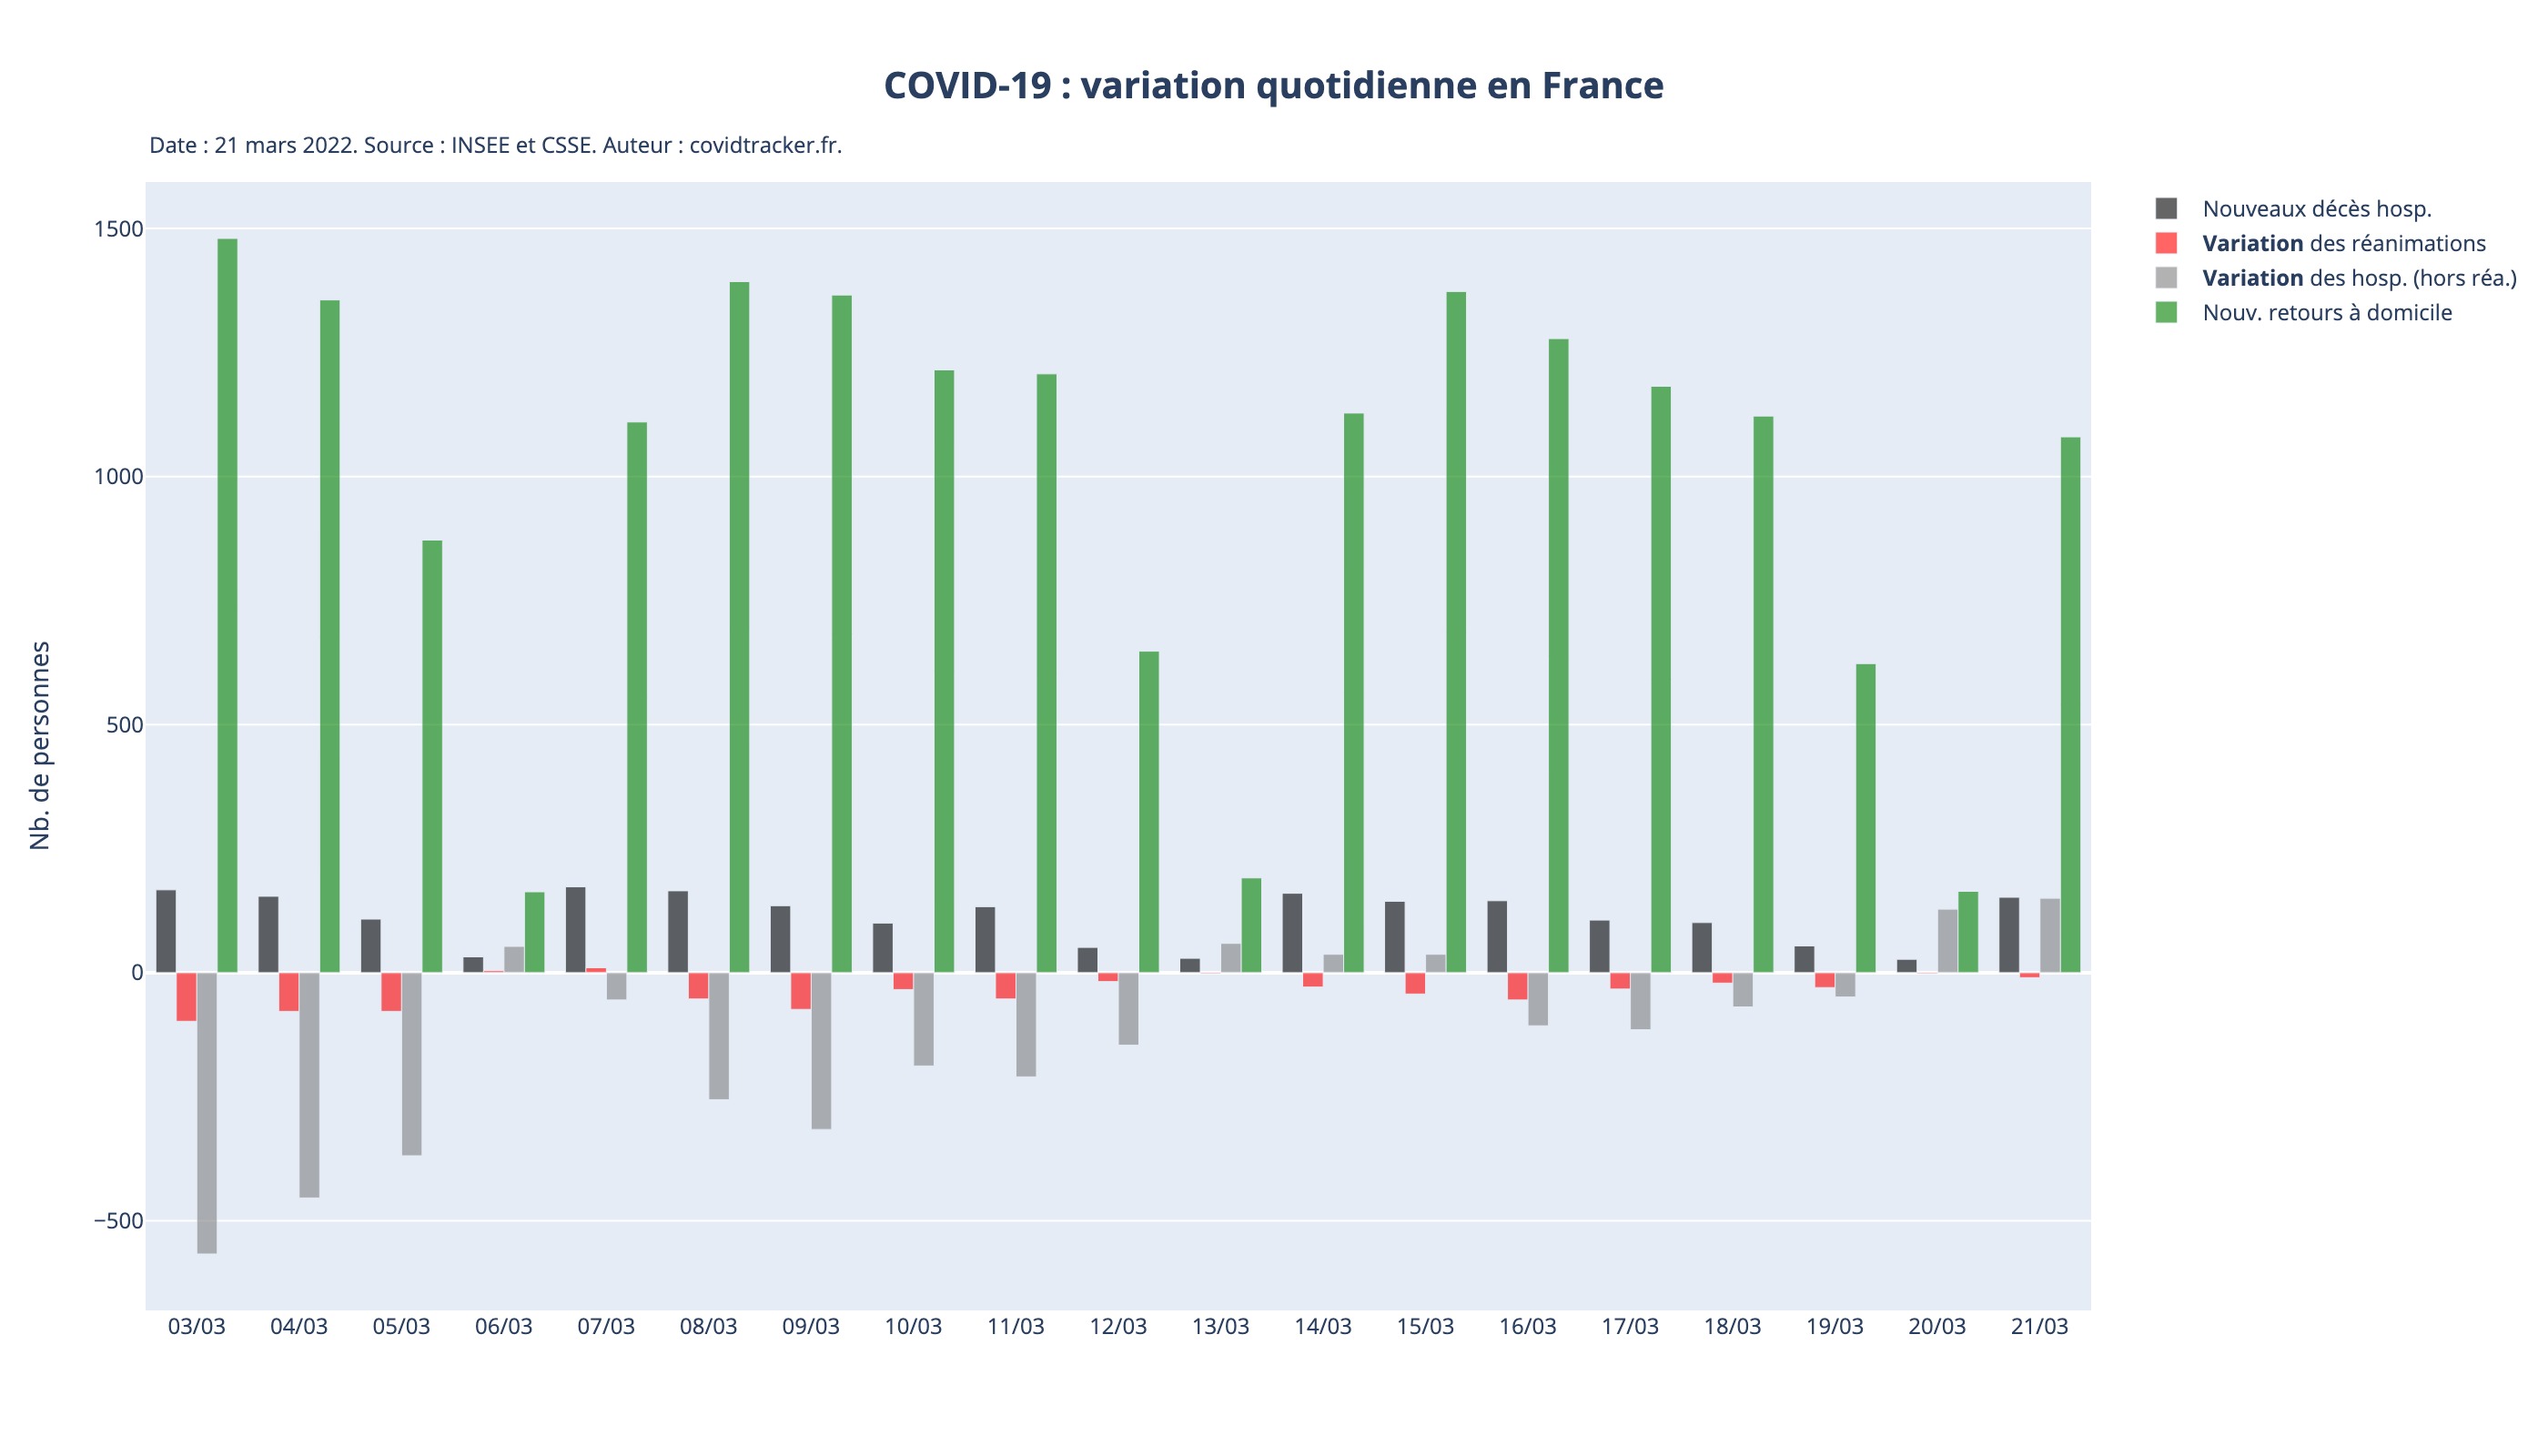 COVID-19 : variation quotidienne en France
Date : 21 mars 2022. Source : INSEE et CSSE. Auteur : covidtracker.fr.
Nouveaux décès hosp.
Variation des réanimations
Variation des hosp. (hors réa.)
Nouv. retours à domicile
Nb. de personnes
1500
1000
500
0
−500
03/03 04/03 05/03 06/03 07/03 08/03 09/03 10/03 11/03 12/03 13/03 14/03 15/03 16/03 17/03 18/03 19/03 20/03 21/03